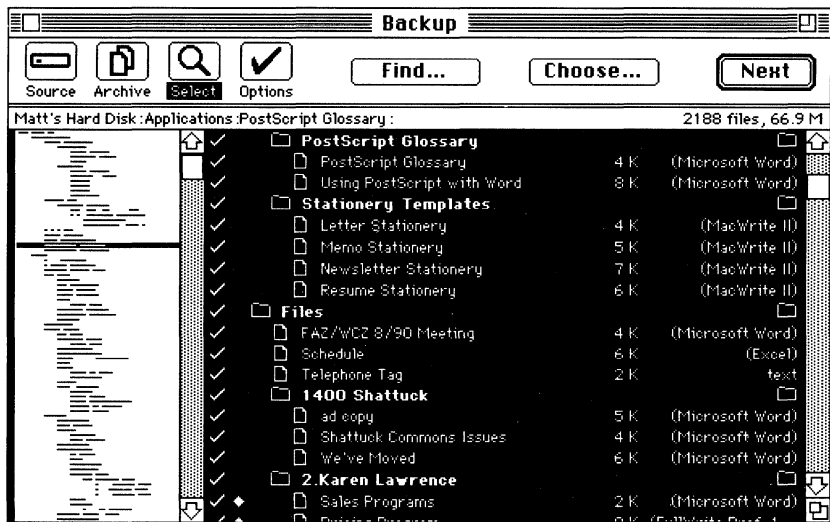 Backup
Source Archive Select Options Find... Choose... Next
Matt's Hard Disk:Applications:PostScript Glossary: 2188 files, 66.9 M
PostScript Glossary
PostScript Glossary 4 K (Microsoft Word)
Using PostScript with Word 8 K (Microsoft Word)
Stationery Templates
Letter Stationery 4 K (MacWrite II)
Memo Stationery 5 K (MacWrite II)
Newsletter Stationery 7 K (MacWrite II)
Resume Stationery 6 K (MacWrite II)
Files
FAZ/WCZ 8/90 Meeting 4 K (Microsoft Word)
Schedule 6 K (Excel)
Telephone Tag 2 K text
1400 Shattuck
ad copy 5 K (Microsoft Word)
Shattuck Commons Issues 4 K (Microsoft Word)
We've Moved 6 K (Microsoft Word)
2.Karen Lawrence
Sales Programs 2 K (Microsoft Word)